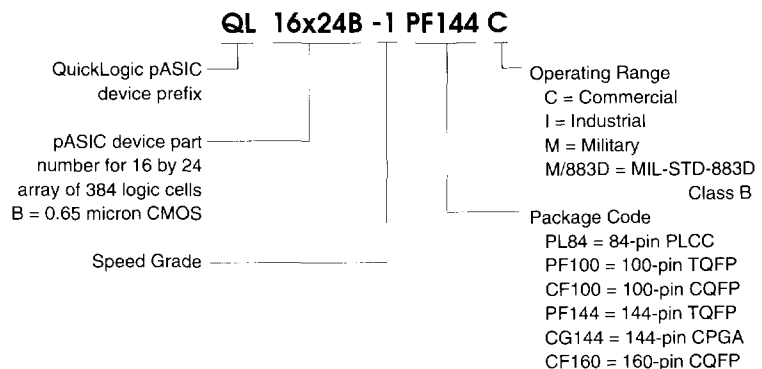 QL 16x24B -1 PF144 C
QuickLogic pASIC
device prefix
pASIC device part
number for 16 by 24
array of 384 logic cells
B = 0.65 micron CMOS
Speed Grade
Operating Range
C = Commercial
I = Industrial
M = Military
M/883D = MIL-STD-883D
Class B
Package Code
PL84 = 84-pin PLCC
PF100 = 100-pin TQFP
CF100 = 100-pin CQFP
PF144 = 144-pin TQFP
CG144 = 144-pin CPGA
CF160 = 160-pin CQFP